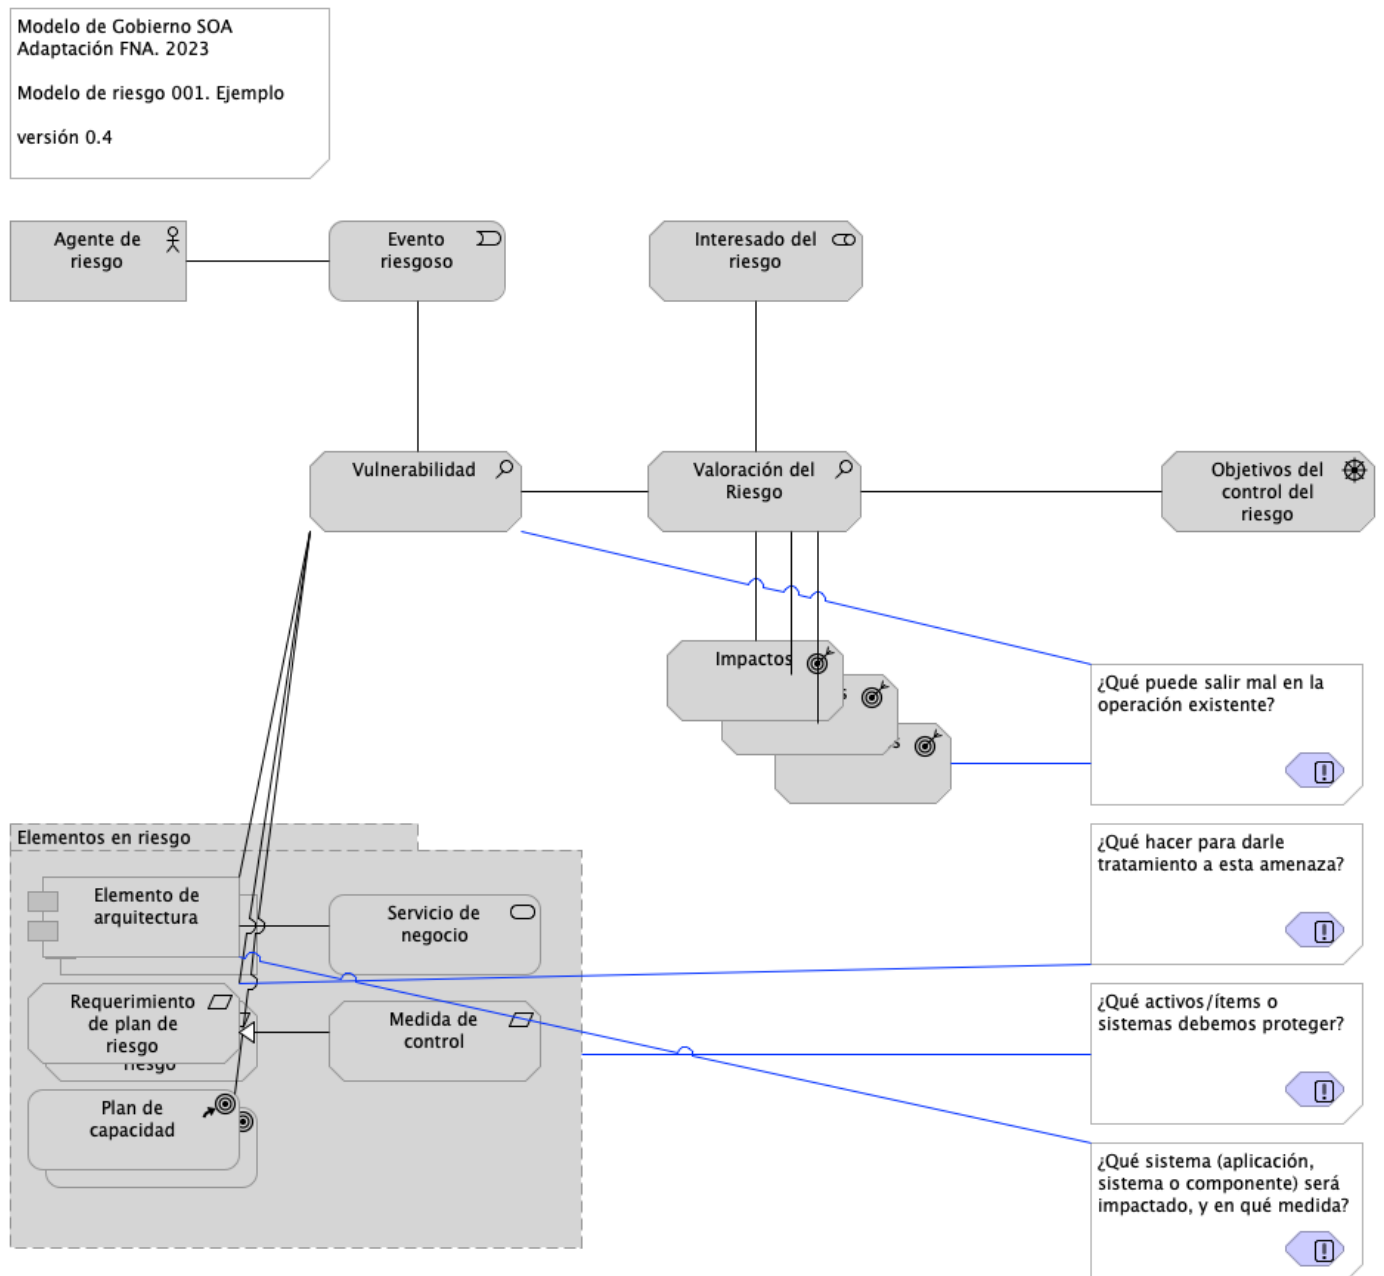 Modelo de Gobierno SOA
Adaptación FNA. 2023
Modelo de riesgo 001. Ejemplo
versión 0.4
Agente de
riesgo
Evento
riesgoso
Interesado del
riesgo
Vulnerabilidad
Valoración del
Riesgo
Objetivos del
control del
riesgo
Impactos
¿Qué puede salir mal en la
operación existente?
Elementos en riesgo
¿Qué hacer para darle
tratamiento a esta amenaza?
Elemento de
arquitectura
Servicio de
negocio
Requerimiento
de plan de
riesgo
riesgo
Medida de
control
¿Qué activos/ítems o
sistemas debemos proteger?
Plan de
capacidad
¿Qué sistema (aplicación,
sistema o componente) será
impactado, y en qué medida?